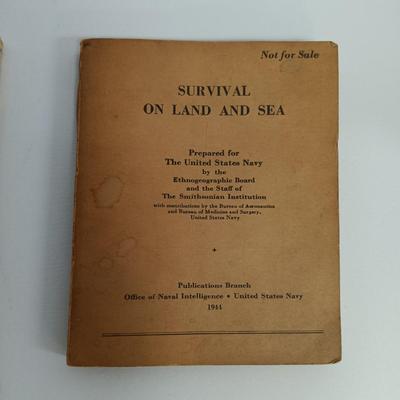 Not for Sale
SURVIVAL
ON LAND AND SEA
Prepared for
The United States Navy
by the
Ethnogeographic Board
and the Staff of
The Smithsonian Institution
with contributions by the Bureau of Aeronautics
and Bureau of Medicine and Surgery,
United States Navy
Publications Branch
Office of Naval Intelligence • United States Navy
1944